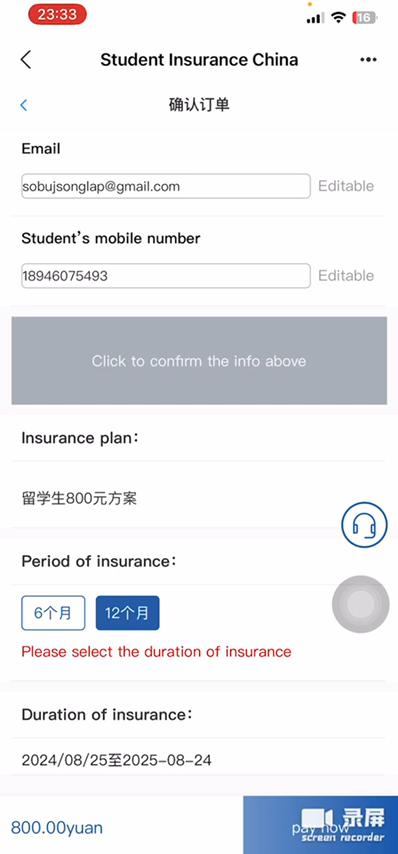 23:33
16
Student Insurance China
确认订单
Email
sobujsonglap@gmail.com Editable
Student's mobile number
18946075493 Editable
Click to confirm the info above
Insurance plan:
留学生800元方案
Period of insurance:
6个月 12个月
Please select the duration of insurance
Duration of insurance:
2024/08/25至2025-08-24
800.00yuan
pay now
录屏
screen recorder